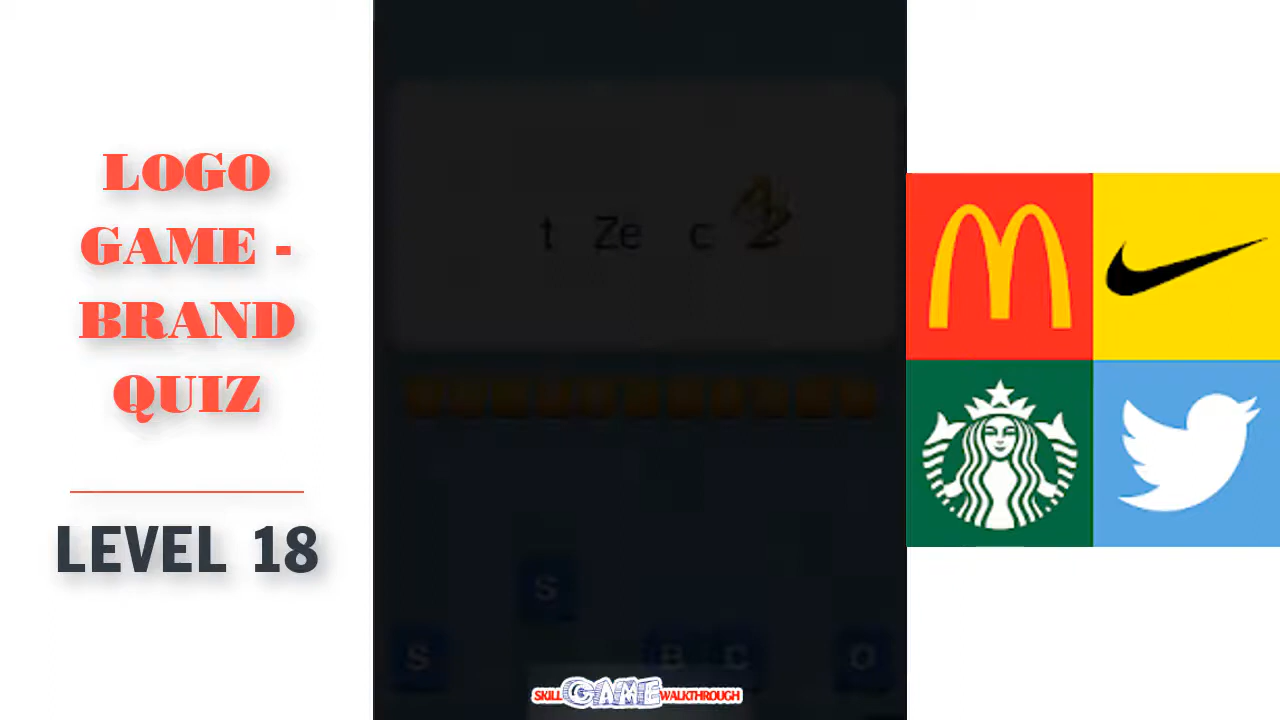 LOGO
GAME -
BRAND
QUIZ
LEVEL 18
t Ze c
S
S B C O
SKILL GAME WALKTHROUGH